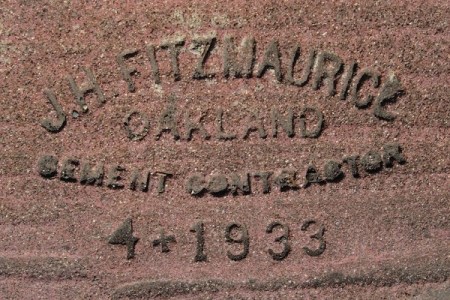 J.H. FITZMAURICE
OAKLAND
CEMENT CONTRACTOR
4 + 1933